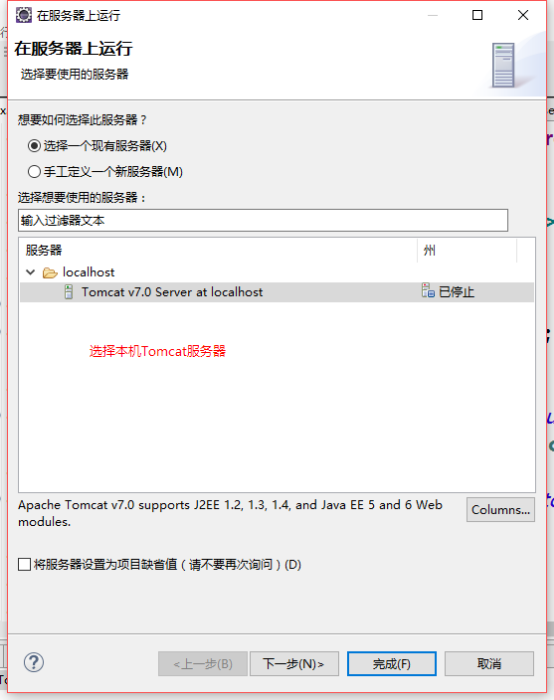 在服务器上运行
在服务器上运行
选择要使用的服务器
想要如何选择此服务器？
选择一个现有服务器(X)
手工定义一个新服务器(M)
选择想要使用的服务器：
输入过滤器文本
服务器 州
localhost
Tomcat v7.0 Server at localhost 已停止
选择本机Tomcat服务器
Apache Tomcat v7.0 supports J2EE 1.2, 1.3, 1.4, and Java EE 5 and 6 Web
modules.
Columns...
将服务器设置为项目缺省值（请不要再次询问）(D)
<上一步(B) 下一步(N)> 完成(F) 取消